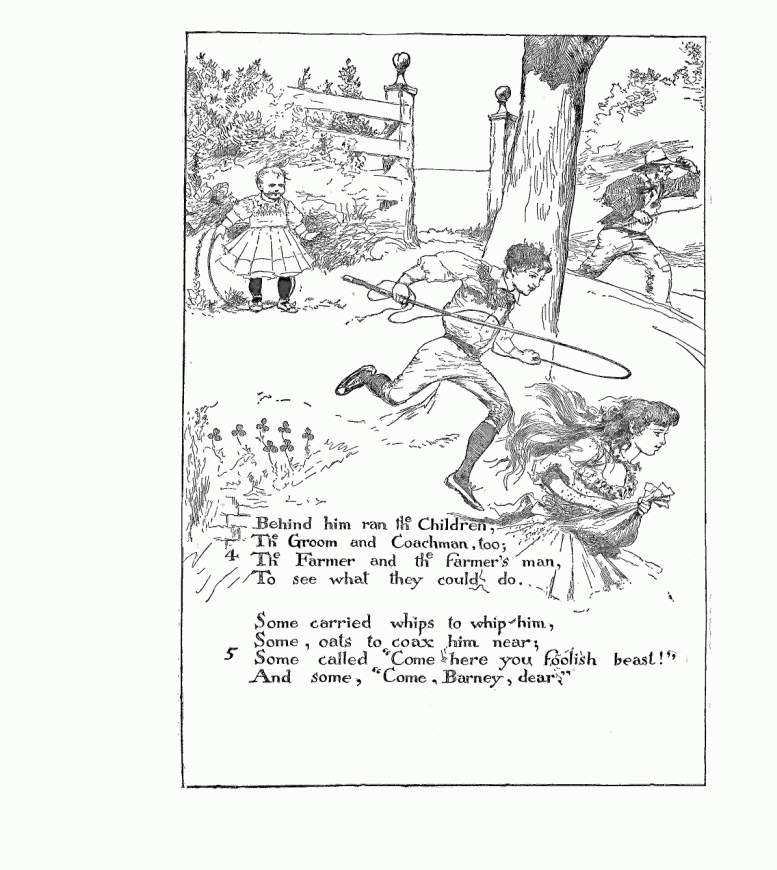 Behind him ran the Children,
4 The Groom and Coachman, too;
The Farmer and the farmer's man,
To see what they could do.
Some carried whips to whip him,
Some, oats to coax him near;
5 Some called "Come here you foolish beast!"
And some, "Come, Barney, dear;"